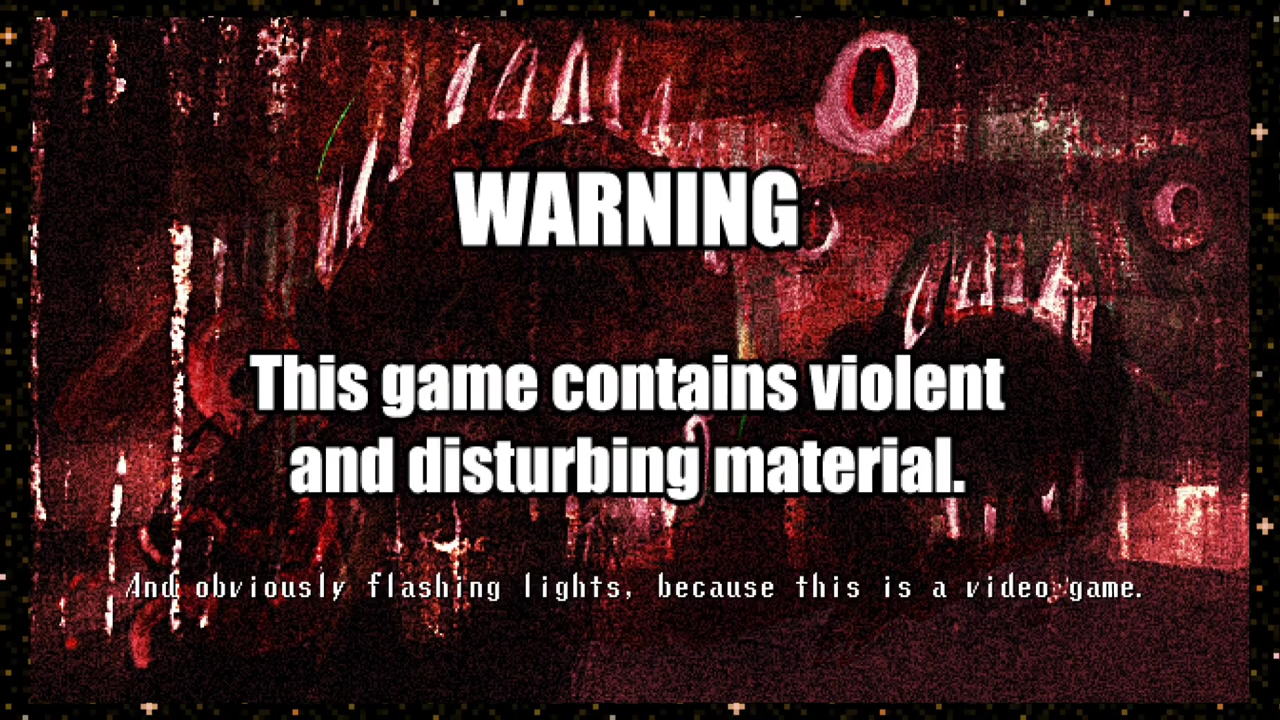 WARNING
This game contains violent
and disturbing material.
And obviously flashing lights, because this is a video game.